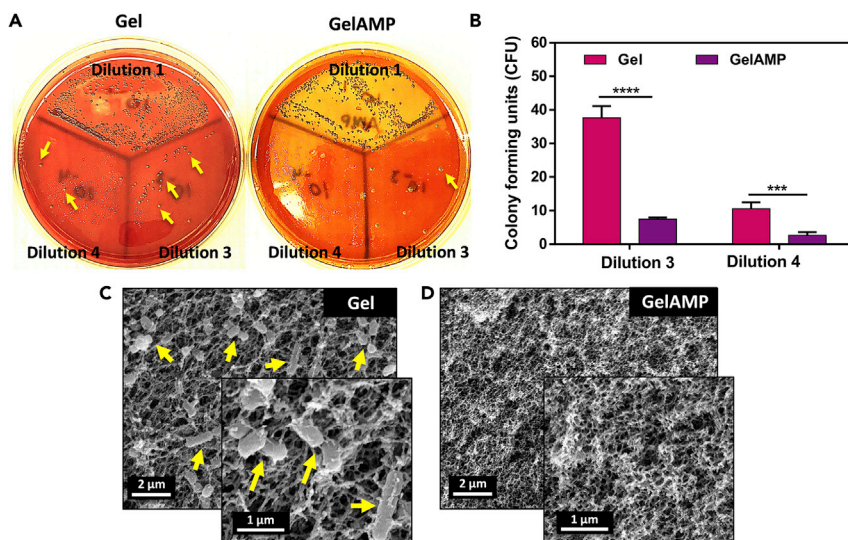 A
Gel
GelAMP
Dilution 1
Dilution 1
Dilution 4
Dilution 3
Dilution 4
Dilution 3
B
Colony forming units (CFU)
60
50
40
30
20
10
0
Gel
GelAMP
****
***
Dilution 3
Dilution 4
C
Gel
2 µm
1 µm
D
GelAMP
2 µm
1 µm